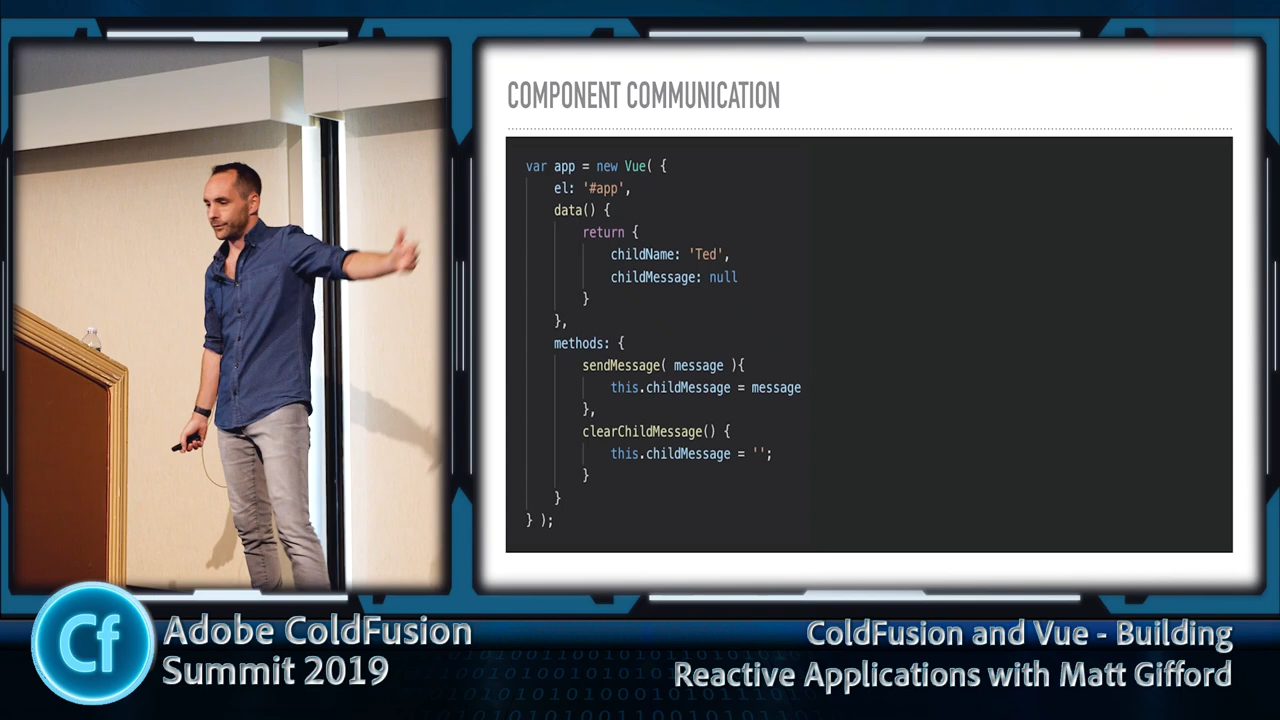 COMPONENT COMMUNICATION
var app = new Vue( {
el: '#app',
data() {
return {
childName: 'Ted',
childMessage: null
}
},
methods: {
sendMessage( message ){
this.childMessage = message
},
clearChildMessage() {
this.childMessage = '';
}
}
} );
Cf
Adobe ColdFusion
Summit 2019
ColdFusion and Vue - Building
Reactive Applications with Matt Gifford